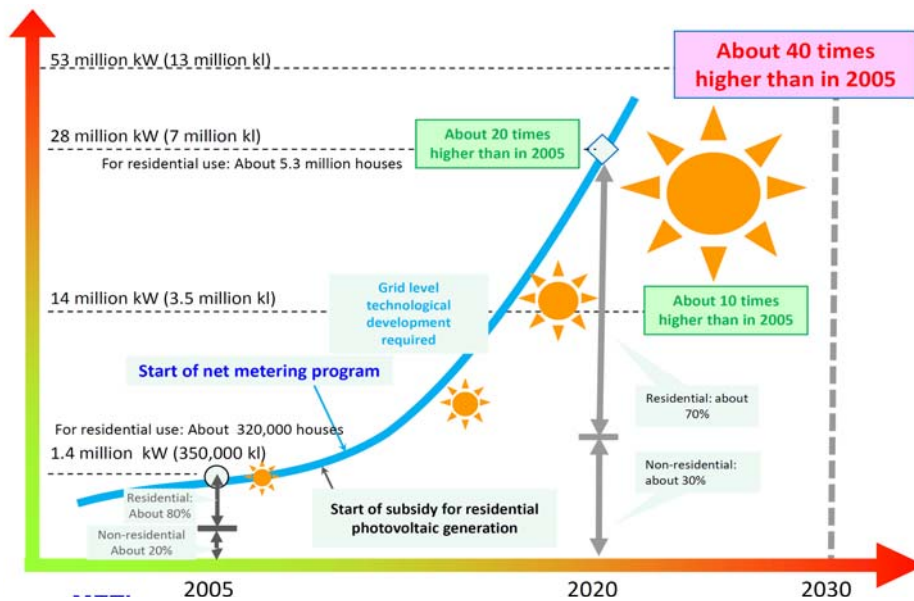 53 million kW (13 million kl)
About 40 times
higher than in 2005
28 million kW (7 million kl)
About 20 times
higher than in 2005
For residential use: About 5.3 million houses
14 million kW (3.5 million kl)
Grid level
technological
development
required
About 10 times
higher than in 2005
Start of net metering program
Residential: about
70%
For residential use: About 320,000 houses
1.4 million kW (350,000 kl)
Non-residential:
about 30%
Residential:
About 80%
Start of subsidy for residential
photovoltaic generation
Non-residential
About 20%
2005
2020
2030